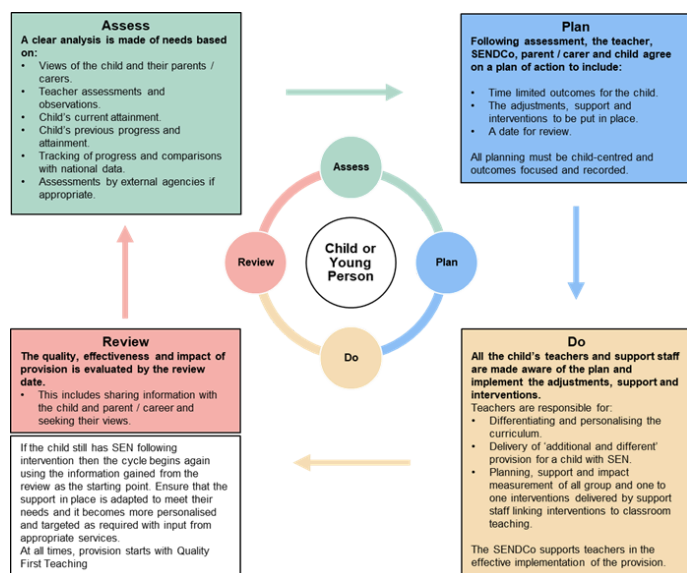 Assess
A clear analysis is made of needs based
on:
• Views of the child and their parents /
carers.
• Teacher assessments and
observations.
• Child's current attainment.
• Child's previous progress and
attainment.
• Tracking of progress and comparisons
with national data.
• Assessments by external agencies if
appropriate.
Plan
Following assessment, the teacher,
SENDCo, parent / carer and child agree
on a plan of action to include:
• Time limited outcomes for the child.
• The adjustments, support and
interventions to be put in place.
• A date for review.
All planning must be child-centred and
outcomes focused and recorded.
Assess
Review
Child or
Young
Person
Plan
Do
Review
The quality, effectiveness and impact of
provision is evaluated by the review
date.
• This includes sharing information with
the child and parent / career and
seeking their views.
If the child still has SEN following
intervention then the cycle begins again
using the information gained from the
review as the starting point. Ensure that the
support in place is adapted to meet their
needs and it becomes more personalised
and targeted as required with input from
appropriate services.
At all times, provision starts with Quality
First Teaching
Do
All the child's teachers and support staff
are made aware of the plan and
implement the adjustments, support and
interventions.
Teachers are responsible for:
• Differentiating and personalising the
curriculum.
• Delivery of 'additional and different'
provision for a child with SEN.
• Planning, support and impact
measurement of all group and one to
one interventions delivered by support
staff linking interventions to classroom
teaching.
The SENDCo supports teachers in the
effective implementation of the provision.